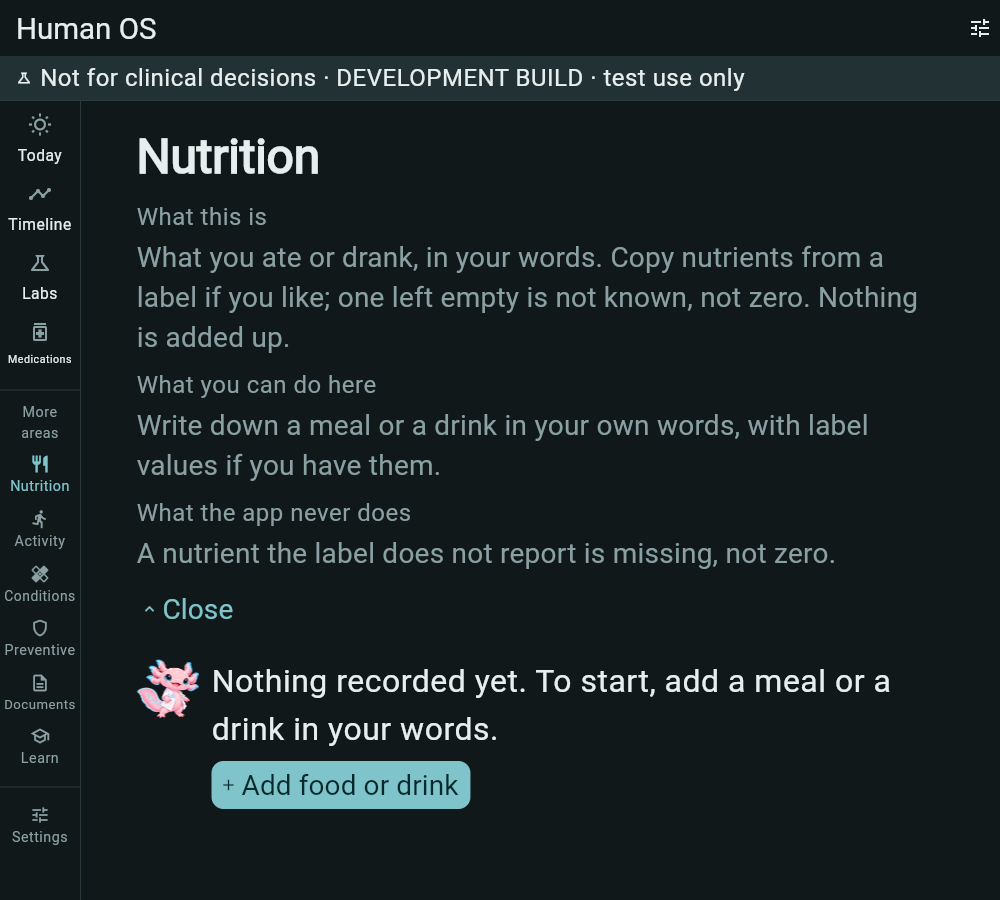 Human OS
Not for clinical decisions · DEVELOPMENT BUILD · test use only
Today
Timeline
Labs
Medications
More
areas
Nutrition
Activity
Conditions
Preventive
Documents
Learn
Settings
Nutrition
What this is
What you ate or drank, in your words. Copy nutrients from a
label if you like; one left empty is not known, not zero. Nothing
is added up.
What you can do here
Write down a meal or a drink in your own words, with label
values if you have them.
What the app never does
A nutrient the label does not report is missing, not zero.
Close
Nothing recorded yet. To start, add a meal or a
drink in your words.
+ Add food or drink